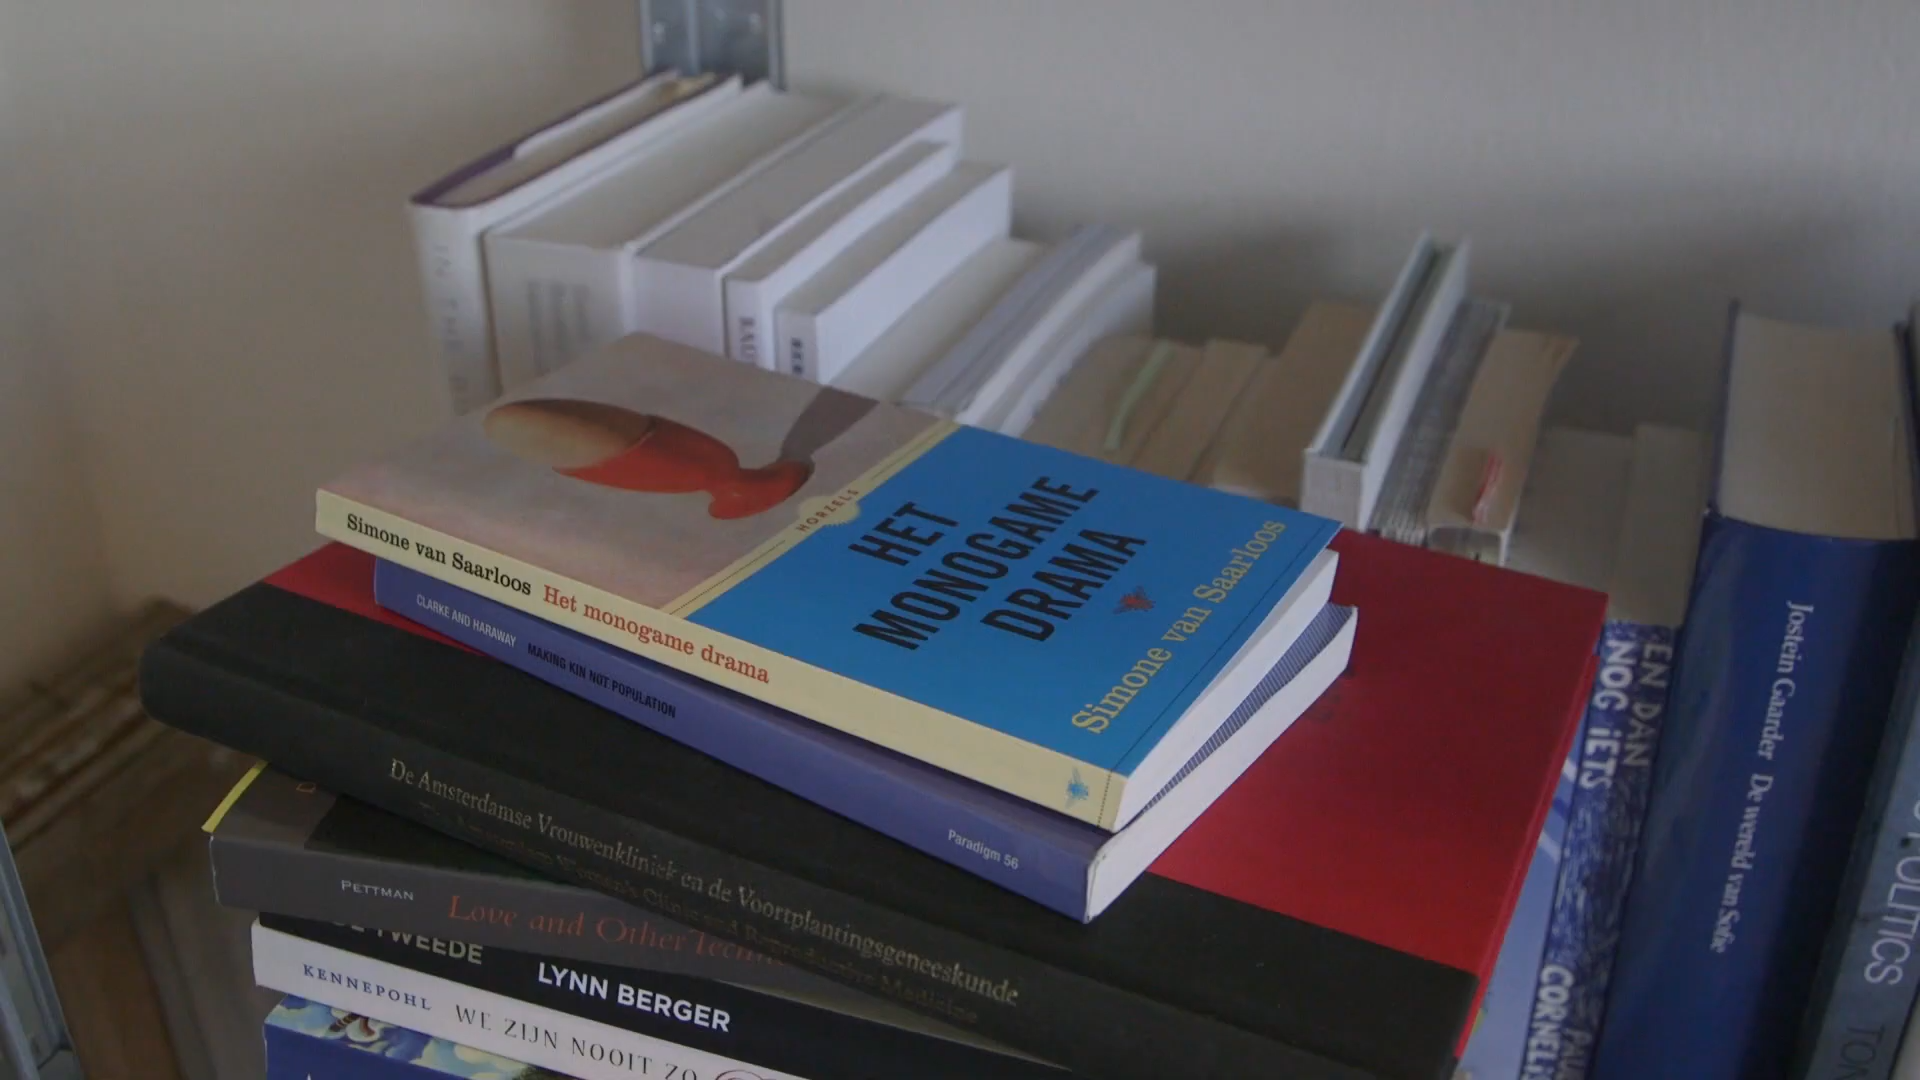 HORZELS
HET
MONOGAME
DRAMA
Simone van Saarloos
Simone van Saarloos Het monogame drama
CLARKE AND HARAWAY MAKING KIN NOT POPULATION
Paradigm 56
De Amsterdamse Vrouwenkliniek en de Voortplantingsgeneeskunde
PETTMAN Love and Other
TWEEDE
LYNN BERGER
KENNEPOHL WE ZIJN NOOIT ZO
EN DAN
NOG iETS
CORNELIS
Jostein Gaarder De wereld van Sofie
POLITICS